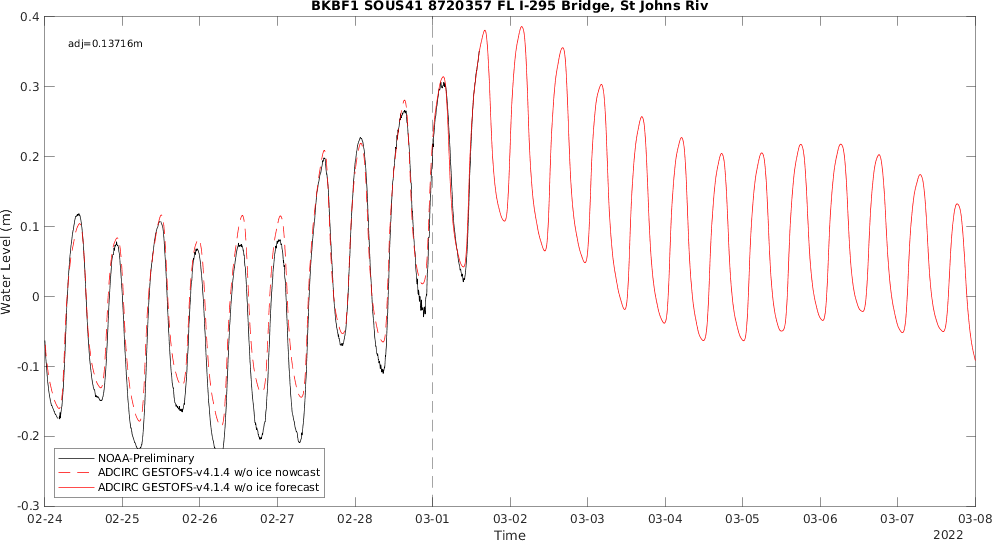 BKBF1 SOUS41 8720357 FL I-295 Bridge, St Johns Riv
adj=0.13716m
0.4
0.3
0.2
0.1
0
-0.1
-0.2
-0.3
Water Level (m)
NOAA-Preliminary
ADCIRC GESTOFS-v4.1.4 w/o ice nowcast
ADCIRC GESTOFS-v4.1.4 w/o ice forecast
02-24 02-25 02-26 02-27 02-28 03-01 03-02 03-03 03-04 03-05 03-06 03-07 03-08
Time
2022